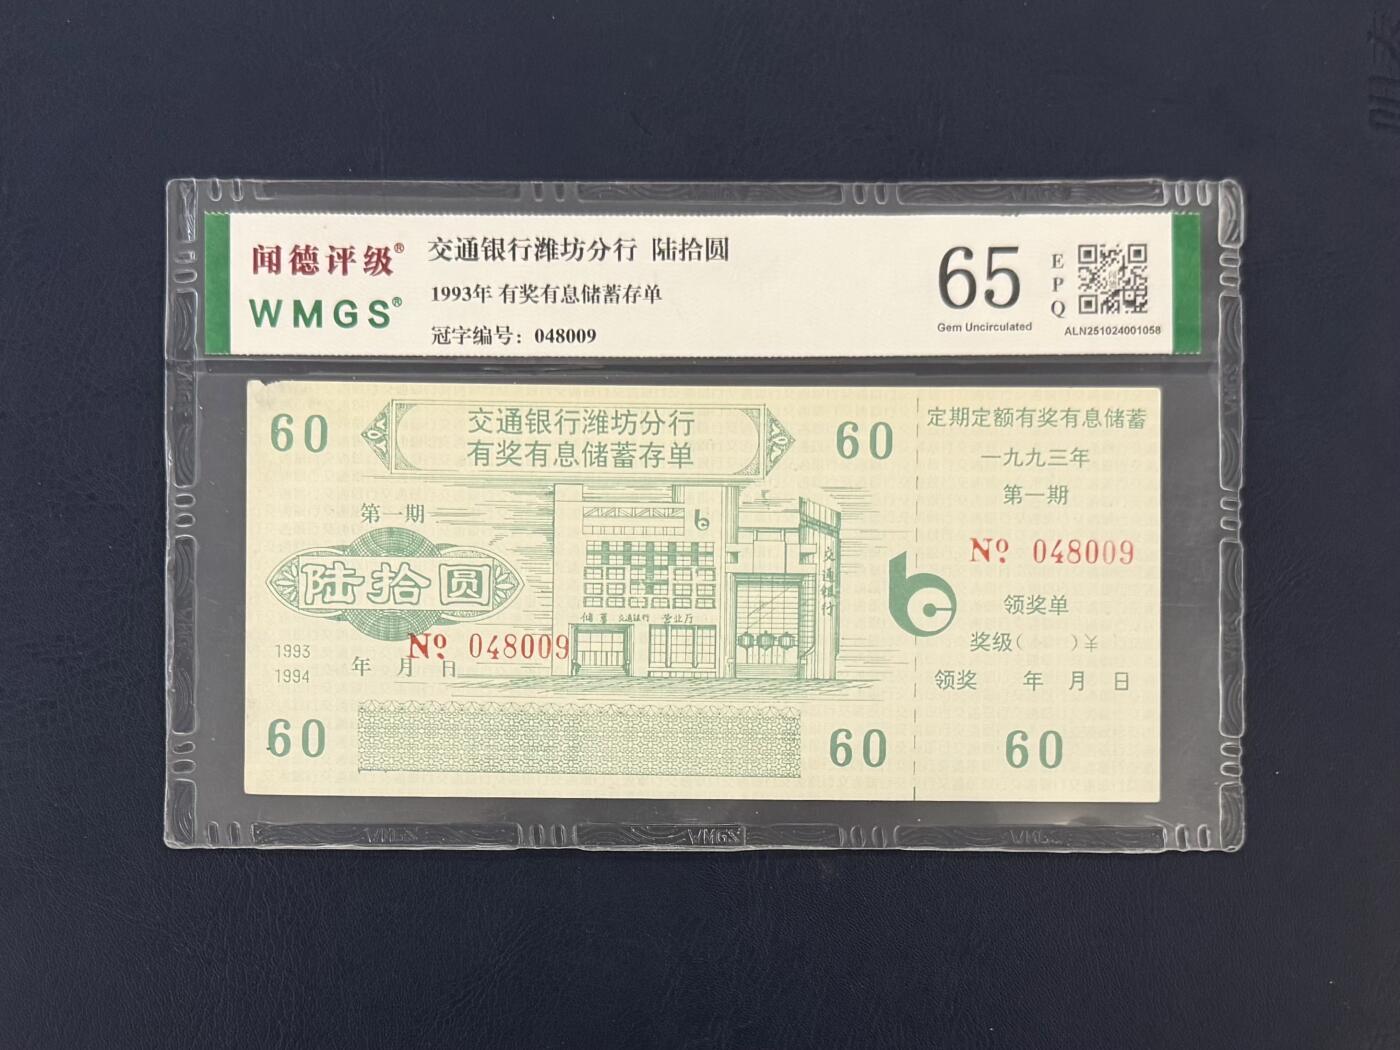 闻德评级®
WMGS®
交通银行潍坊分行 陆拾圆
1993年 有奖有息储蓄存单
冠字编号：048009
65
Gem Uncirculated
EPQ
ALN251024001058
60
交通银行潍坊分行
有奖有息储蓄存单
60
第一期
陆拾圆
交通银行
储蓄 交通银行 营业厅
№ 048009
1993
1994
年 月 日
60
60
定期定额有奖有息储蓄
一九九三年
第一期
№ 048009
领奖单
奖级( )¥
领奖 年 月 日
60
WMGS
WMGS
WMGS